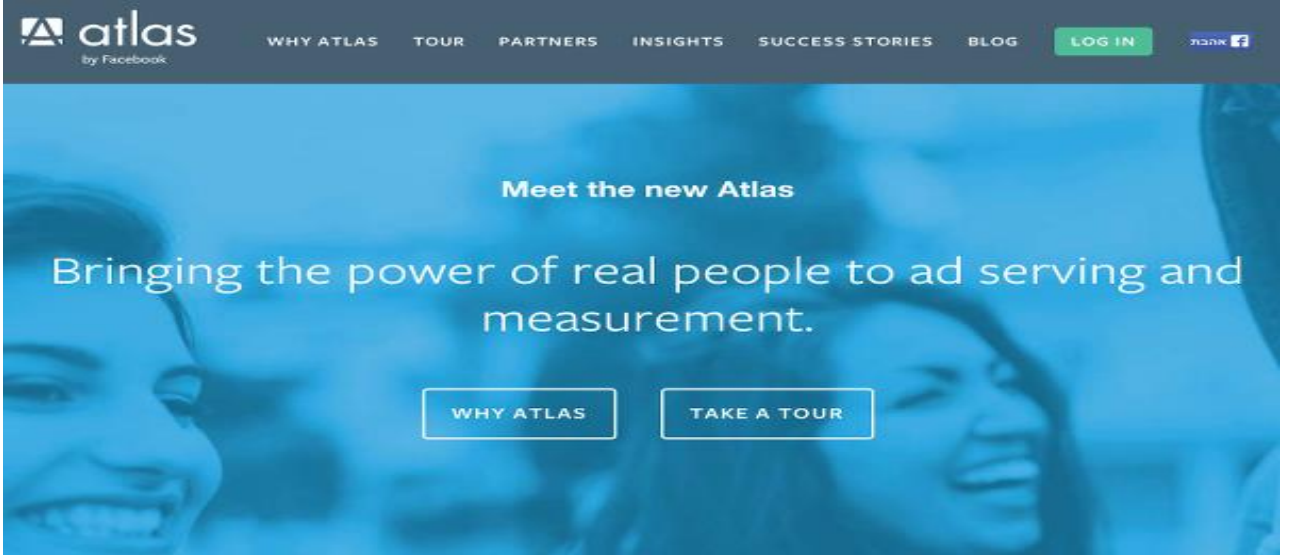 atlas
by Facebook
WHY ATLAS TOUR PARTNERS INSIGHTS SUCCESS STORIES BLOG LOG IN אהבת
Meet the new Atlas
Bringing the power of real people to ad serving and
measurement.
WHY ATLAS TAKE A TOUR